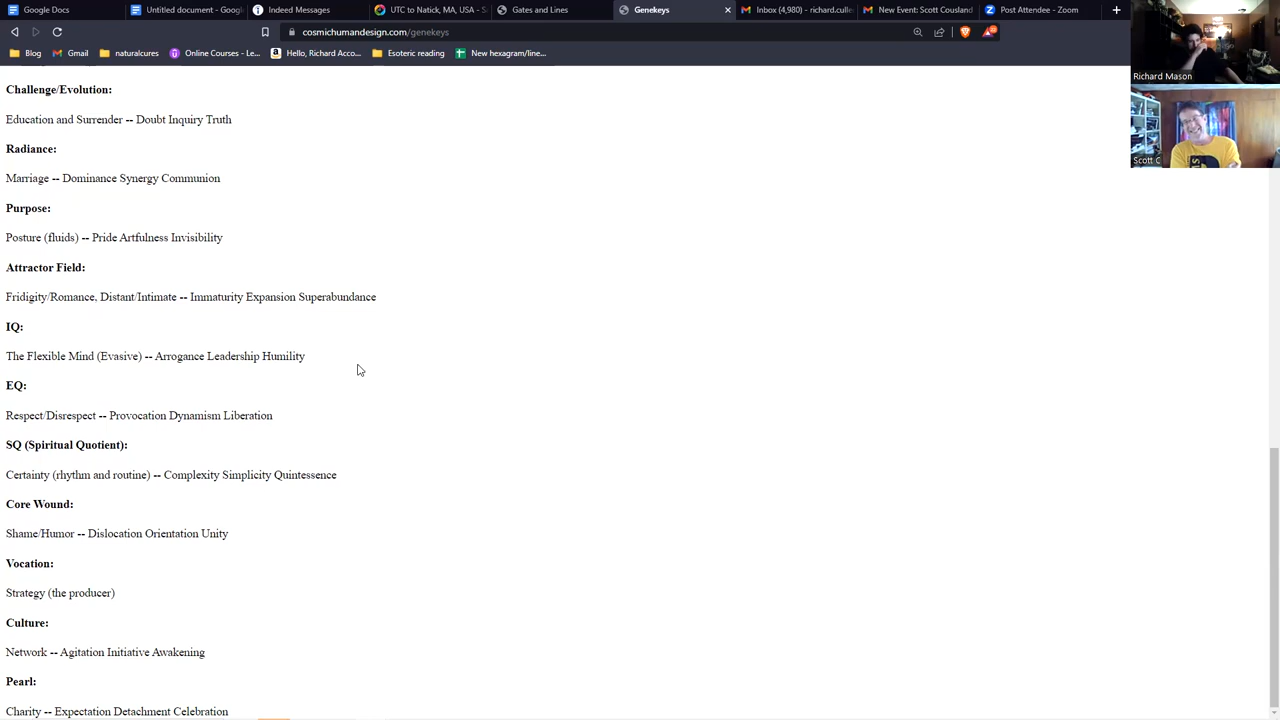 Google Docs
Untitled document - Googl
Indeed Messages
UTC to Natick, MA, USA - S
Gates and Lines
Genekeys
Inbox (4,980) - richard.culle
New Event: Scott Cousland
Post Attendee - Zoom
cosmichumandesign.com/genekeys
Blog
Gmail
naturalcures
Online Courses - Le...
Hello, Richard Acco...
Esoteric reading
New hexagram/line...
Richard Mason
Scott C
Challenge/Evolution:
Education and Surrender -- Doubt Inquiry Truth
Radiance:
Marriage -- Dominance Synergy Communion
Purpose:
Posture (fluids) -- Pride Artfulness Invisibility
Attractor Field:
Fridigity/Romance, Distant/Intimate -- Immaturity Expansion Superabundance
IQ:
The Flexible Mind (Evasive) -- Arrogance Leadership Humility
EQ:
Respect/Disrespect -- Provocation Dynamism Liberation
SQ (Spiritual Quotient):
Certainty (rhythm and routine) -- Complexity Simplicity Quintessence
Core Wound:
Shame/Humor -- Dislocation Orientation Unity
Vocation:
Strategy (the producer)
Culture:
Network -- Agitation Initiative Awakening
Pearl:
Charity -- Expectation Detachment Celebration